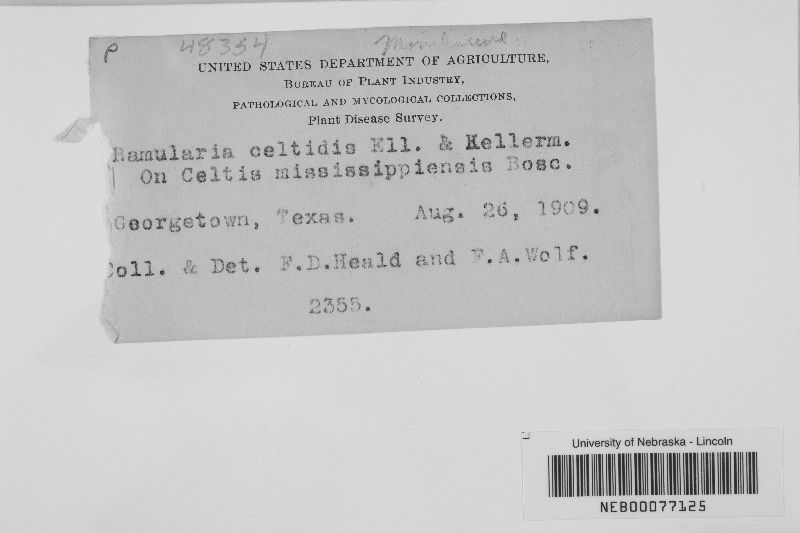 P 48354
UNITED STATES DEPARTMENT OF AGRICULTURE,
BUREAU OF PLANT INDUSTRY,
PATHOLOGICAL AND MYCOLOGICAL COLLECTIONS,
Plant Disease Survey.
Ramularia celtidis Ell. & Kellerm.
On Celtis mississippiensis Bosc.
Georgetown, Texas. Aug. 26, 1909.
Coll. & Det. F.D.Heald and F.A.Wolf.
2355.
University of Nebraska - Lincoln
NEB00077125